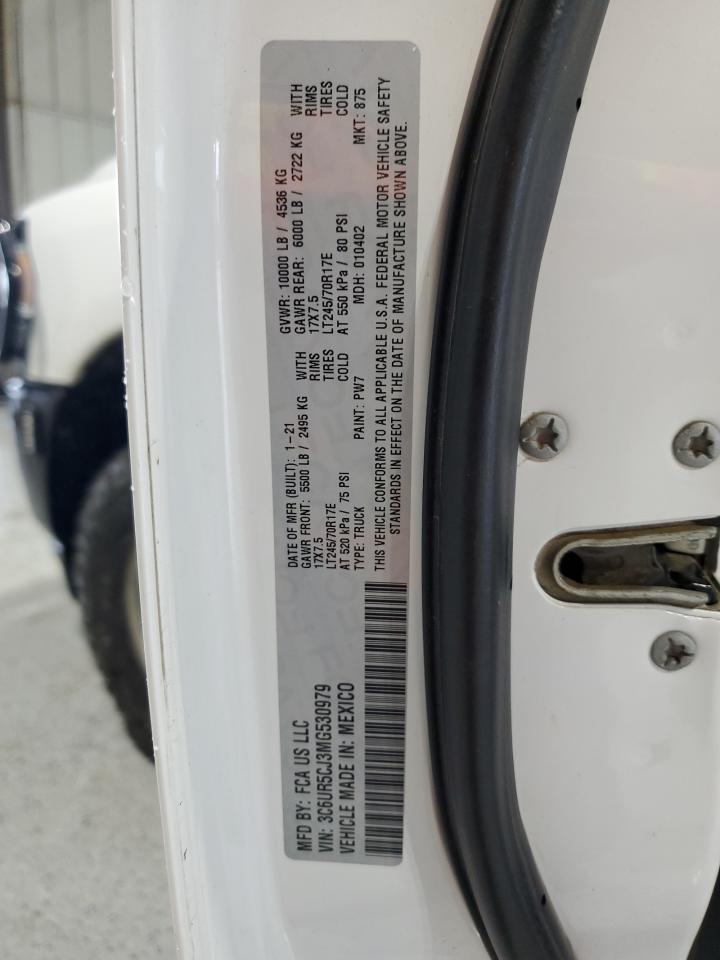 MFD BY: FCA US LLC
VIN: 3C6UR5CJ3MG530979
VEHICLE MADE IN: MEXICO
DATE OF MFR (BUILT): 1-21 GVWR: 10000 LB / 4536 KG
GAWR FRONT: 5500 LB / 2495 KG WITH GAWR REAR: 6000 LB / 2722 KG WITH
17X7.5 RIMS 17X7.5 RIMS
LT245/70R17E TIRES LT245/70R17E TIRES
AT 520 kPa / 75 PSI COLD AT 550 kPa / 80 PSI COLD
TYPE: TRUCK PAINT: PW7 MDH: 010402 MKT: 875
THIS VEHICLE CONFORMS TO ALL APPLICABLE U.S.A. FEDERAL MOTOR VEHICLE SAFETY
STANDARDS IN EFFECT ON THE DATE OF MANUFACTURE SHOWN ABOVE.